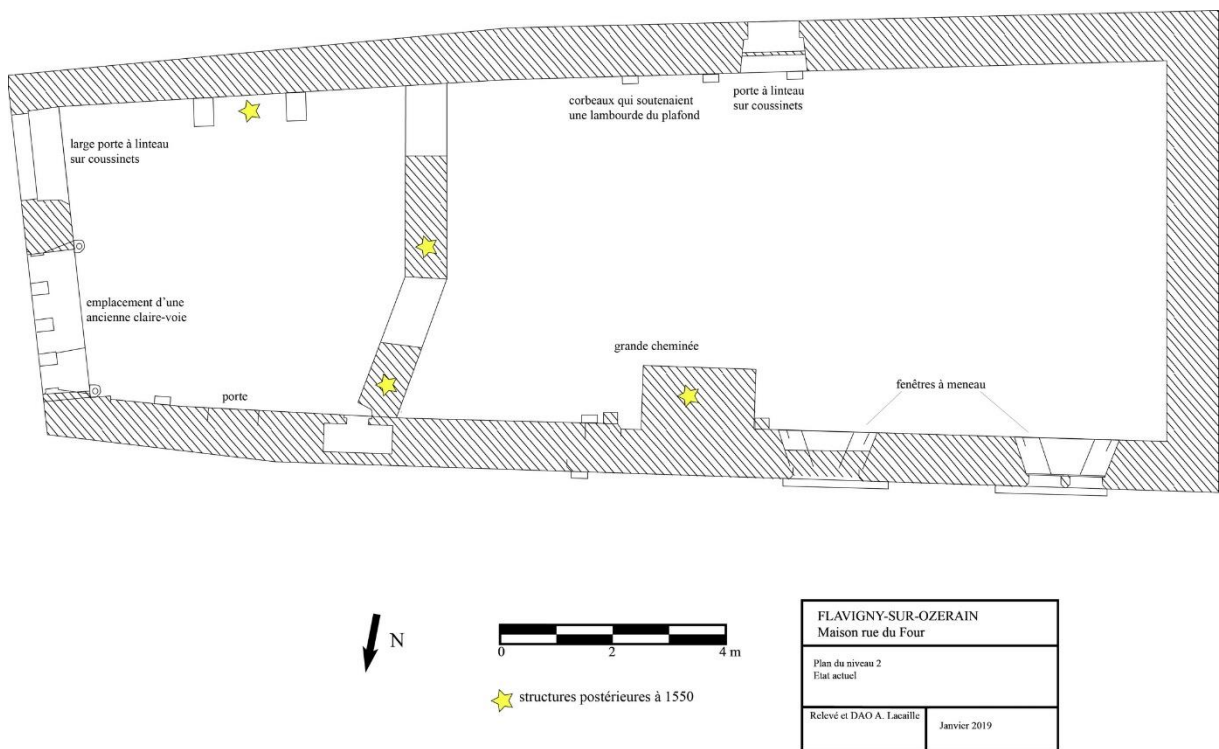 large porte à linteau
sur coussinets
corbeaux qui soutenaient
une lambourde du plafond
porte à linteau
sur coussinets
emplacement d'une
ancienne claire-voie
grande cheminée
fenêtres à meneau
porte
N
0 2 4 m
structures postérieures à 1550
FLAVIGNY-SUR-OZERAIN
Maison rue du Four
Plan du niveau 2
Etat actuel
Relevé et DAO A. Lacaille
Janvier 2019